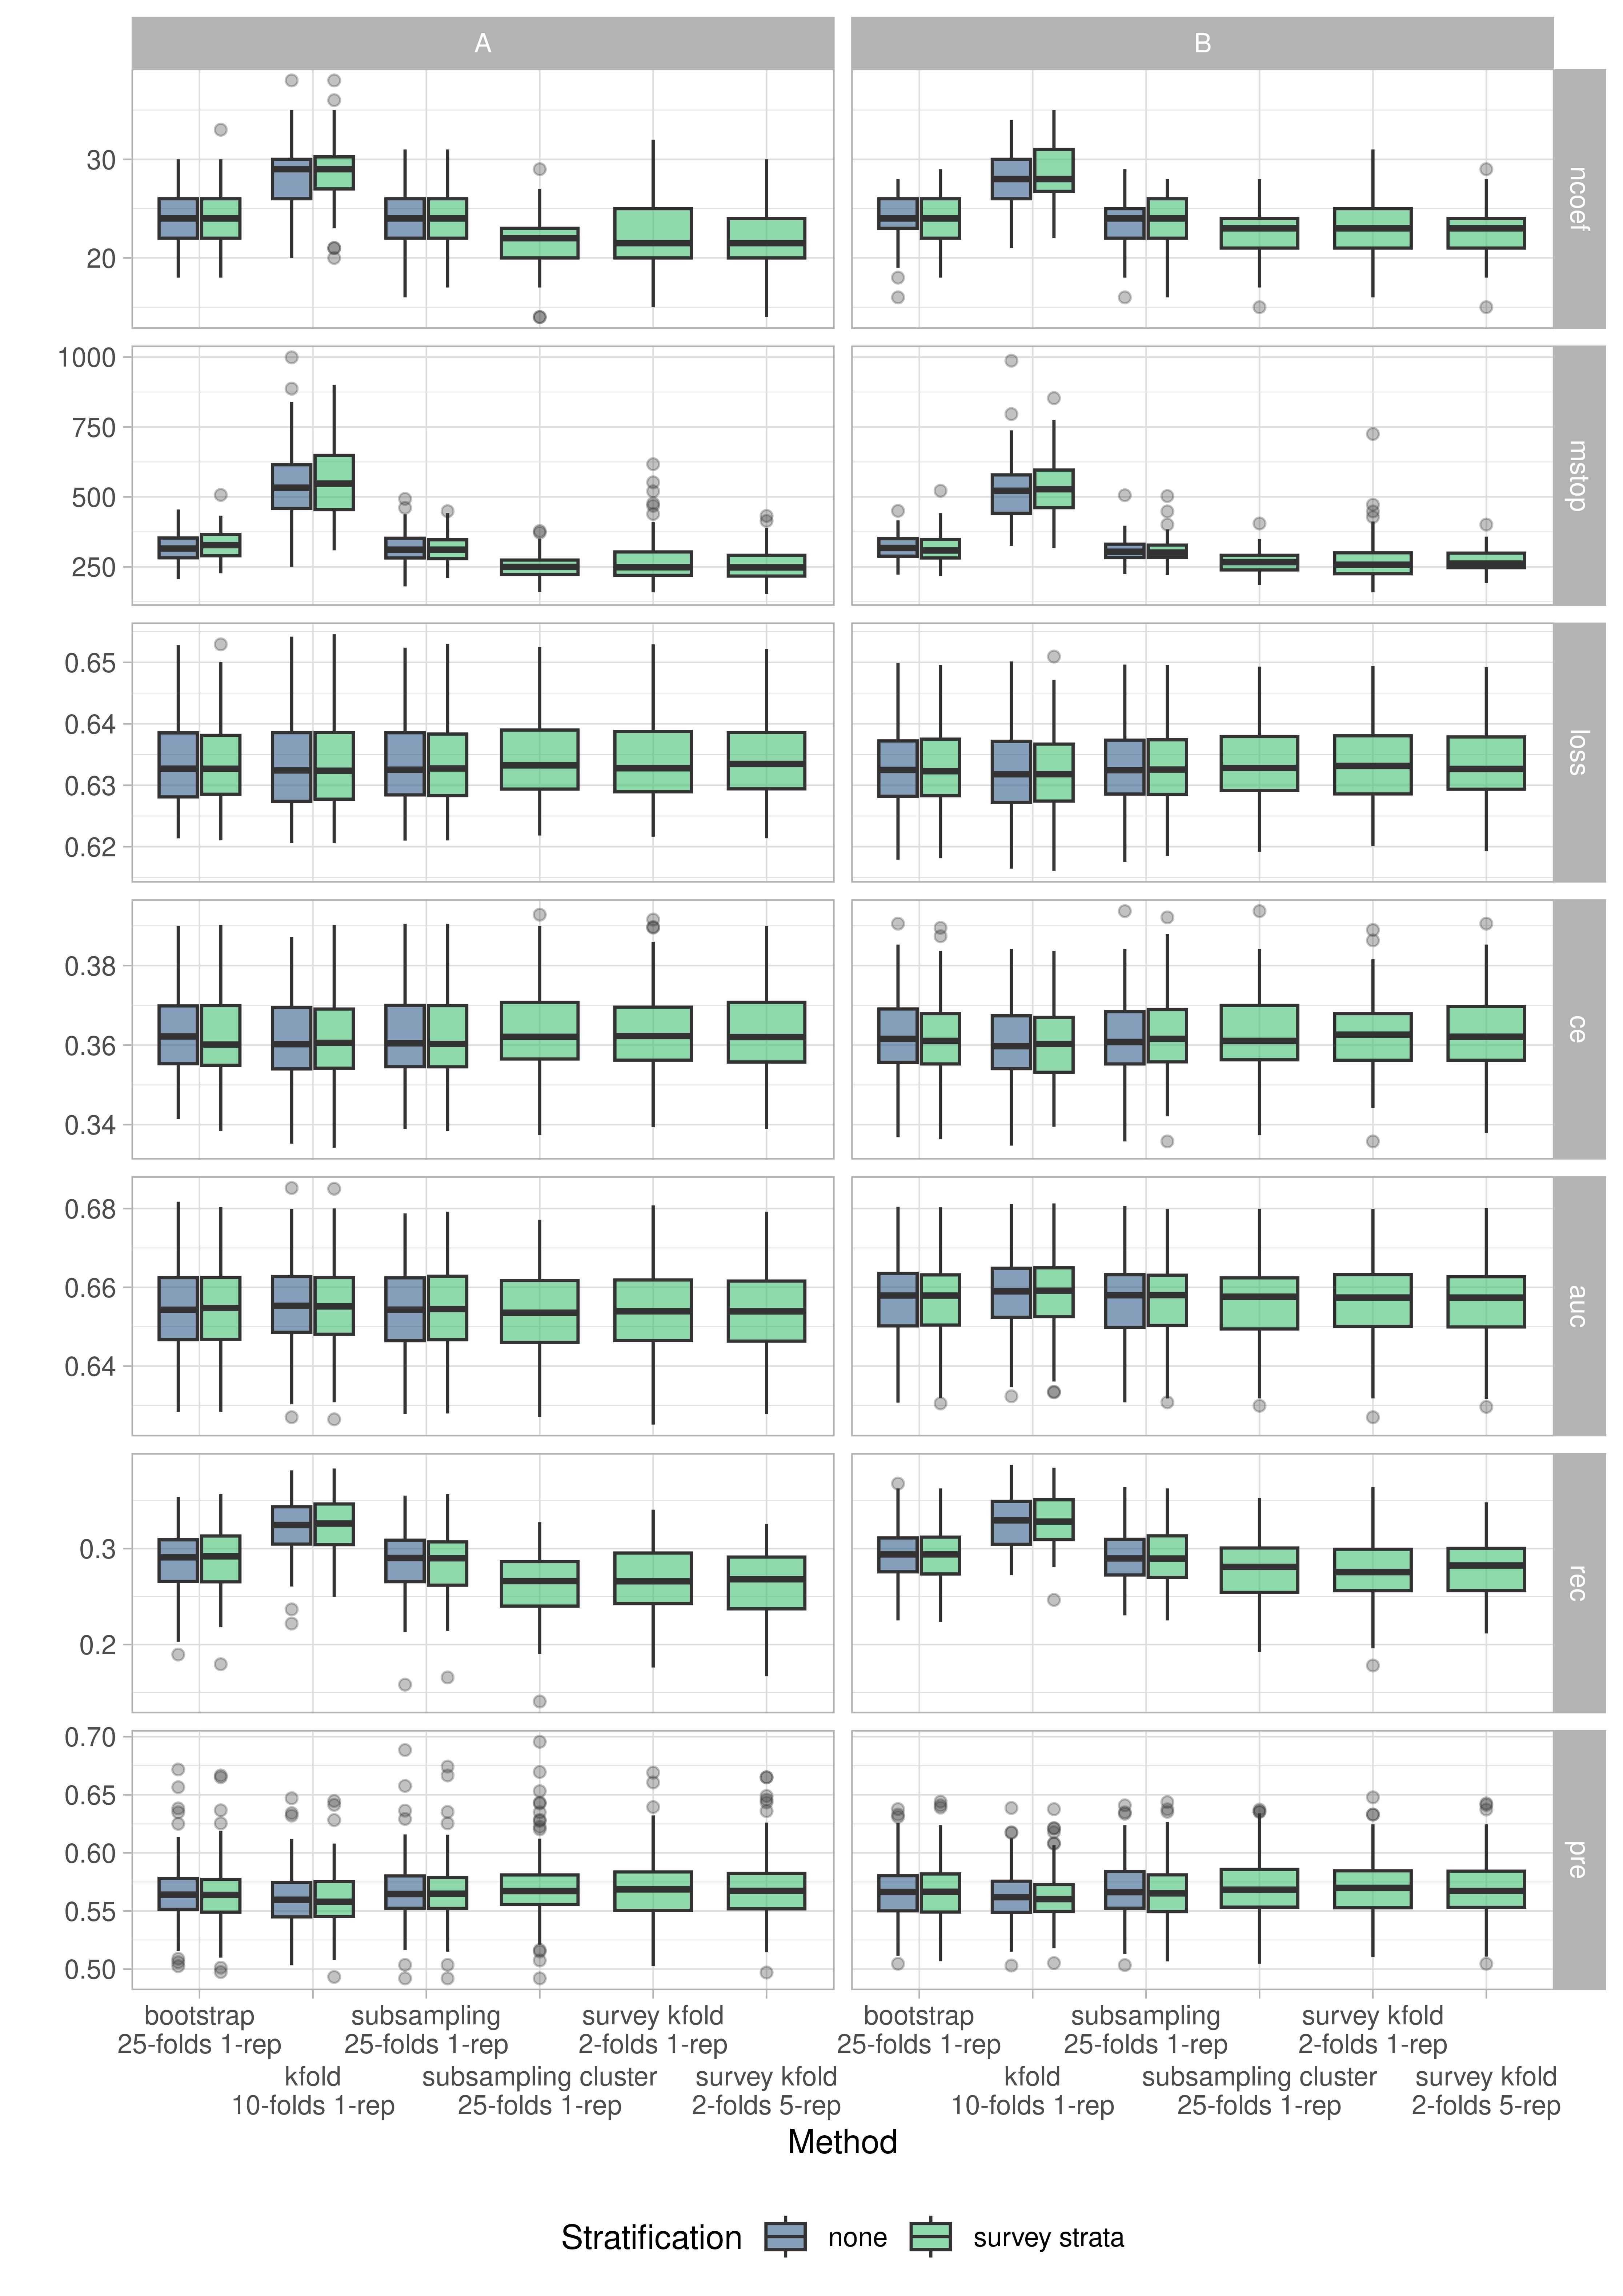 A
B
30
20
ncoef
1000
750
500
250
mstop
0.65
0.64
0.63
0.62
loss
0.38
0.36
0.34
ce
0.68
0.66
0.64
auc
0.3
0.2
rec
0.70
0.65
0.60
0.55
0.50
pre
bootstrap
25-folds 1-rep
kfold
10-folds 1-rep
subsampling
25-folds 1-rep
subsampling cluster
25-folds 1-rep
survey kfold
2-folds 1-rep
survey kfold
2-folds 5-rep
bootstrap
25-folds 1-rep
kfold
10-folds 1-rep
subsampling
25-folds 1-rep
subsampling cluster
25-folds 1-rep
survey kfold
2-folds 1-rep
survey kfold
2-folds 5-rep
Method
Stratification none survey strata